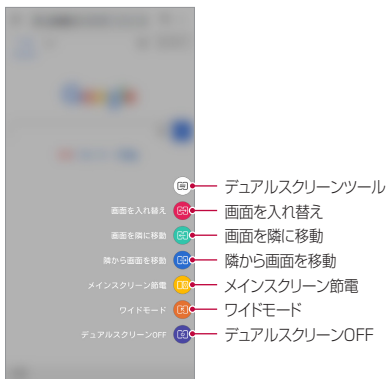 Google
デュアルスクリーンツール
画面を入れ替え 画面を入れ替え
画面を隣に移動 画面を隣に移動
隣から画面を移動 隣から画面を移動
メインスクリーン節電 メインスクリーン節電
ワイドモード ワイドモード
デュアルスクリーンOFF デュアルスクリーンOFF